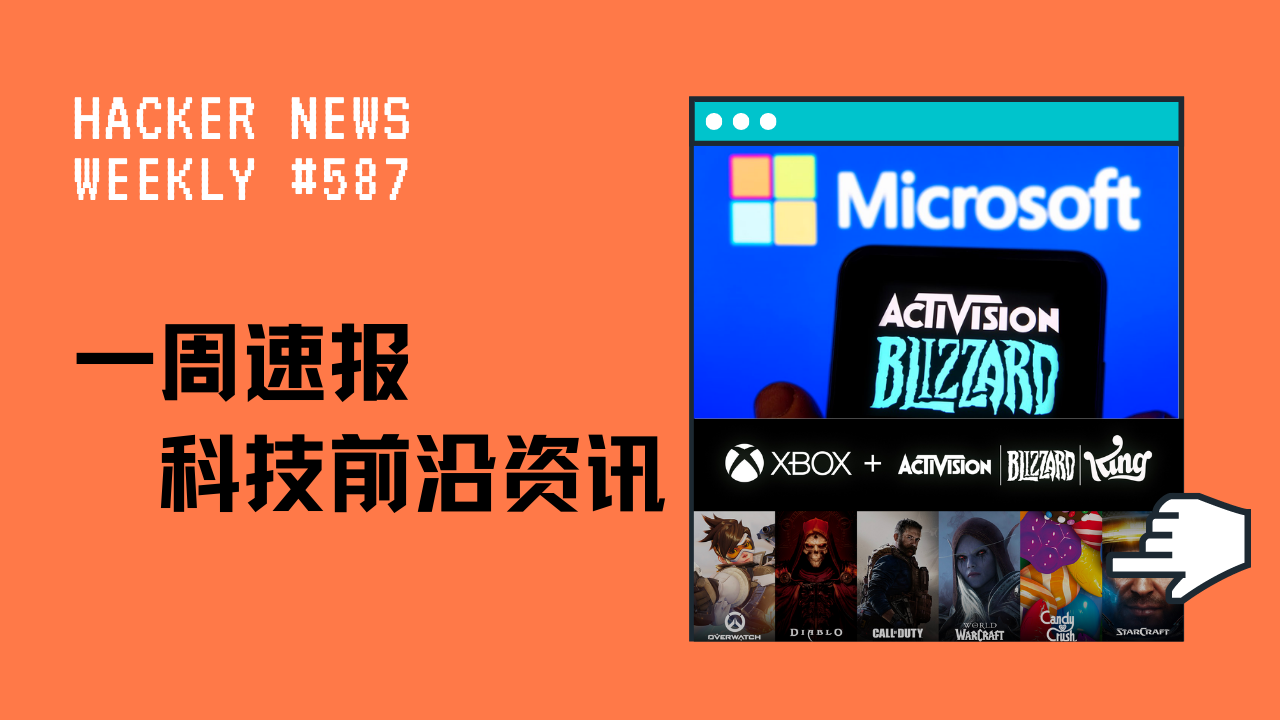 HACKER NEWS
WEEKLY #587
一周速报
科技前沿资讯
Microsoft
ACTIVISION
BLIZZARD
XBOX + ACTIVISION | BLIZZARD | King
OVERWATCH
DIABLO
CALL OF DUTY
WORLD
WARCRAFT
Candy
Crush
STARCRAFT